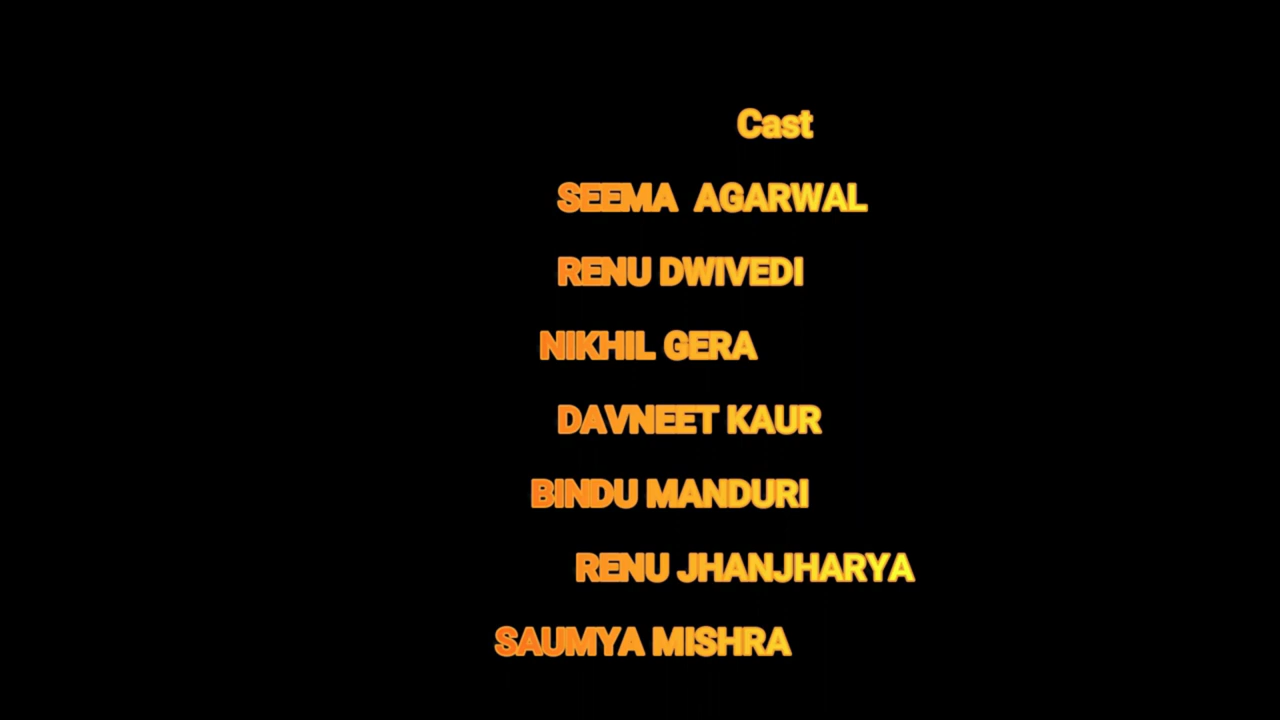 Cast
SEEMA  AGARWAL
RENU DWIVEDI
NIKHIL GERA
DAVNEET KAUR
BINDU MANDURI
RENU JHANJHARYA
SAUMYA MISHRA